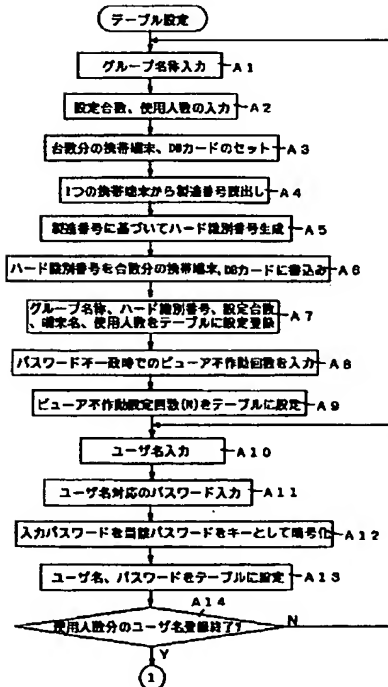 テーブル設定
グループ名称入力
A1
設定台数、使用人数の入力
A2
台数分の携帯端末、DBカードのセット
A3
1つの携帯端末から製造番号読出し
A4
製造番号に基づいてハード識別番号生成
A5
ハード識別番号を台数分の携帯端末,DBカードに書込み
A6
グループ名称、ハード識別番号、設定台数
、端末名、使用人数をテーブルに設定登録
A7
パスワード不一致時でのビューア不作動回数を入力
A8
ビューア不作動設定回数(N)をテーブルに設定
A9
ユーザ名入力
A10
ユーザ名対応のパスワード入力
A11
入力パスワードを当該パスワードをキーとして暗号化
A12
ユーザ名、パスワードをテーブルに設定
A13
A14
使用人数分のユーザ名登録終了?
N
Y
1